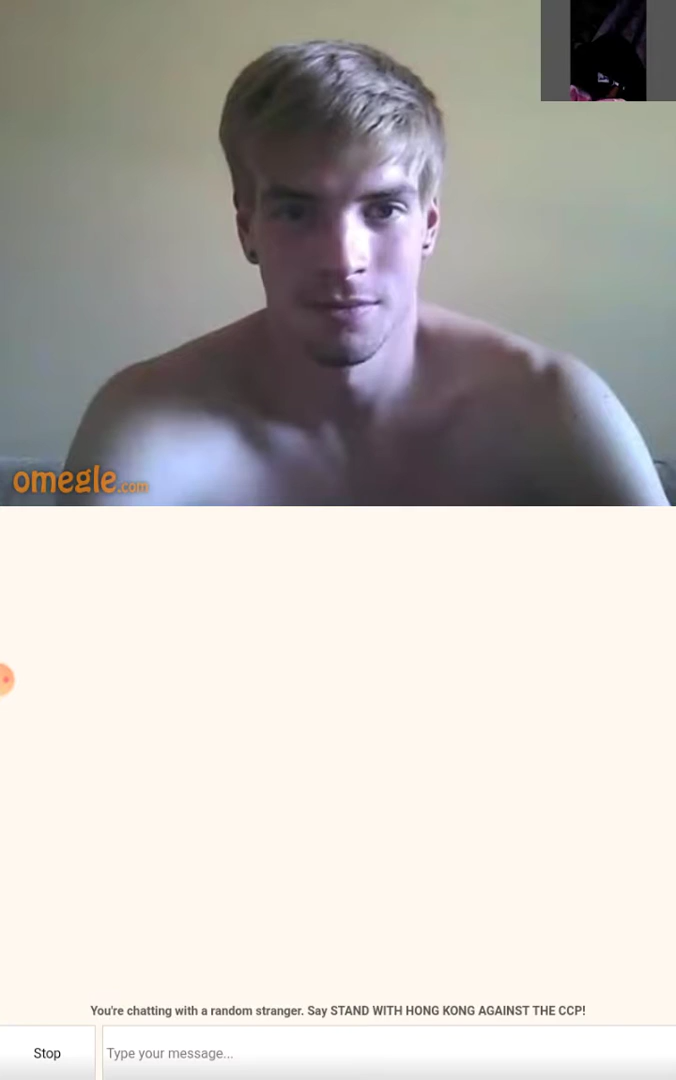 omegle.com
You're chatting with a random stranger. Say STAND WITH HONG KONG AGAINST THE CCP!
Stop
Type your message...